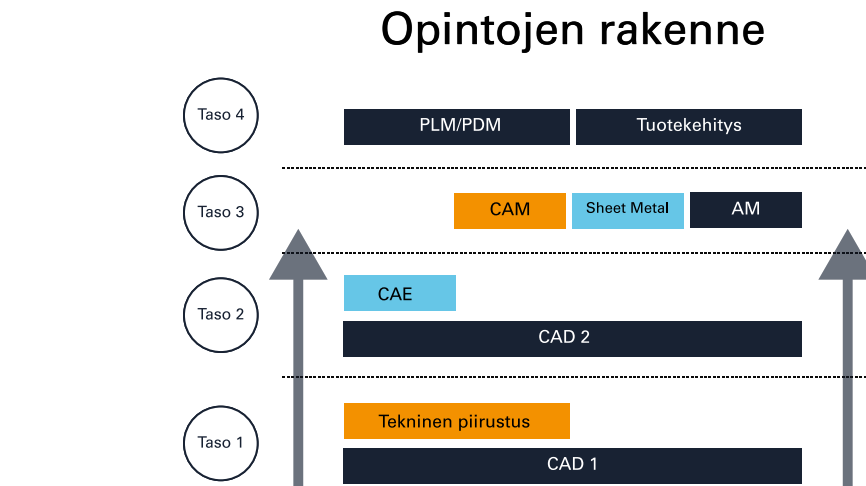 Opintojen rakenne
Taso 4
PLM/PDM
Tuotekehitys
Taso 3
CAM
Sheet Metal
AM
Taso 2
CAE
CAD 2
Taso 1
Tekninen piirustus
CAD 1